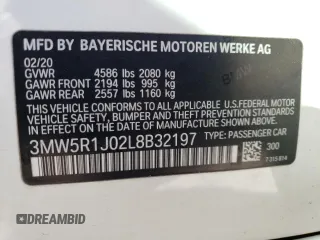 MFD BY BAYERISCHE MOTOREN WERKE AG
02/20
GVWR 4586 lbs 2080 kg
GAWR FRONT 2194 lbs 995 kg
GAWR REAR 2557 lbs 1160 kg
THIS VEHICLE CONFORMS TO ALL APPLICABLE
FEDERAL MOTOR VEHICLE SAFETY, BUMPER, AND
THEFT PREVENTION STANDARDS IN EFFECT ON THE
DATE OF MANUFACTURE SHOWN ABOVE.
3MW5R1J02L8B32197 TYPE: PASSENGER CAR
300
© SIBRAMBID